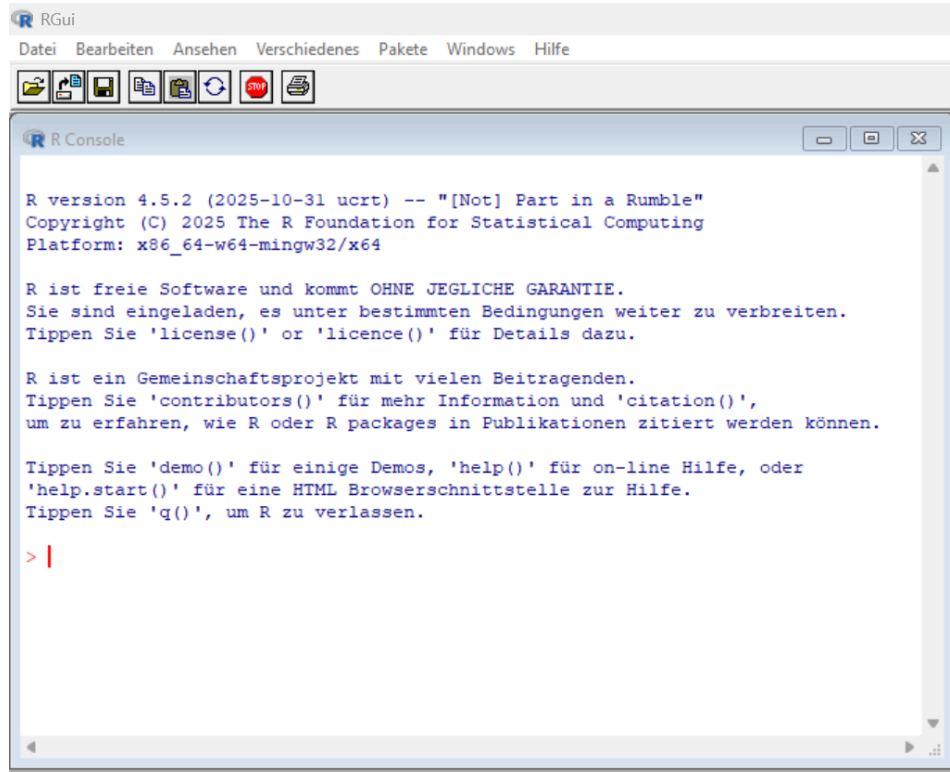 RGui
Datei Bearbeiten Ansehen Verschiedenes Pakete Windows Hilfe
STOP
R Console
R version 4.5.2 (2025-10-31 ucrt) -- "[Not] Part in a Rumble"
Copyright (C) 2025 The R Foundation for Statistical Computing
Platform: x86_64-w64-mingw32/x64
R ist freie Software und kommt OHNE JEGLICHE GARANTIE.
Sie sind eingeladen, es unter bestimmten Bedingungen weiter zu verbreiten.
Tippen Sie 'license()' or 'licence()' für Details dazu.
R ist ein Gemeinschaftsprojekt mit vielen Beitragenden.
Tippen Sie 'contributors()' für mehr Information und 'citation()',
um zu erfahren, wie R oder R packages in Publikationen zitiert werden können.
Tippen Sie 'demo()' für einige Demos, 'help()' für on-line Hilfe, oder
'help.start()' für eine HTML Browserschnittstelle zur Hilfe.
Tippen Sie 'q()', um R zu verlassen.
>